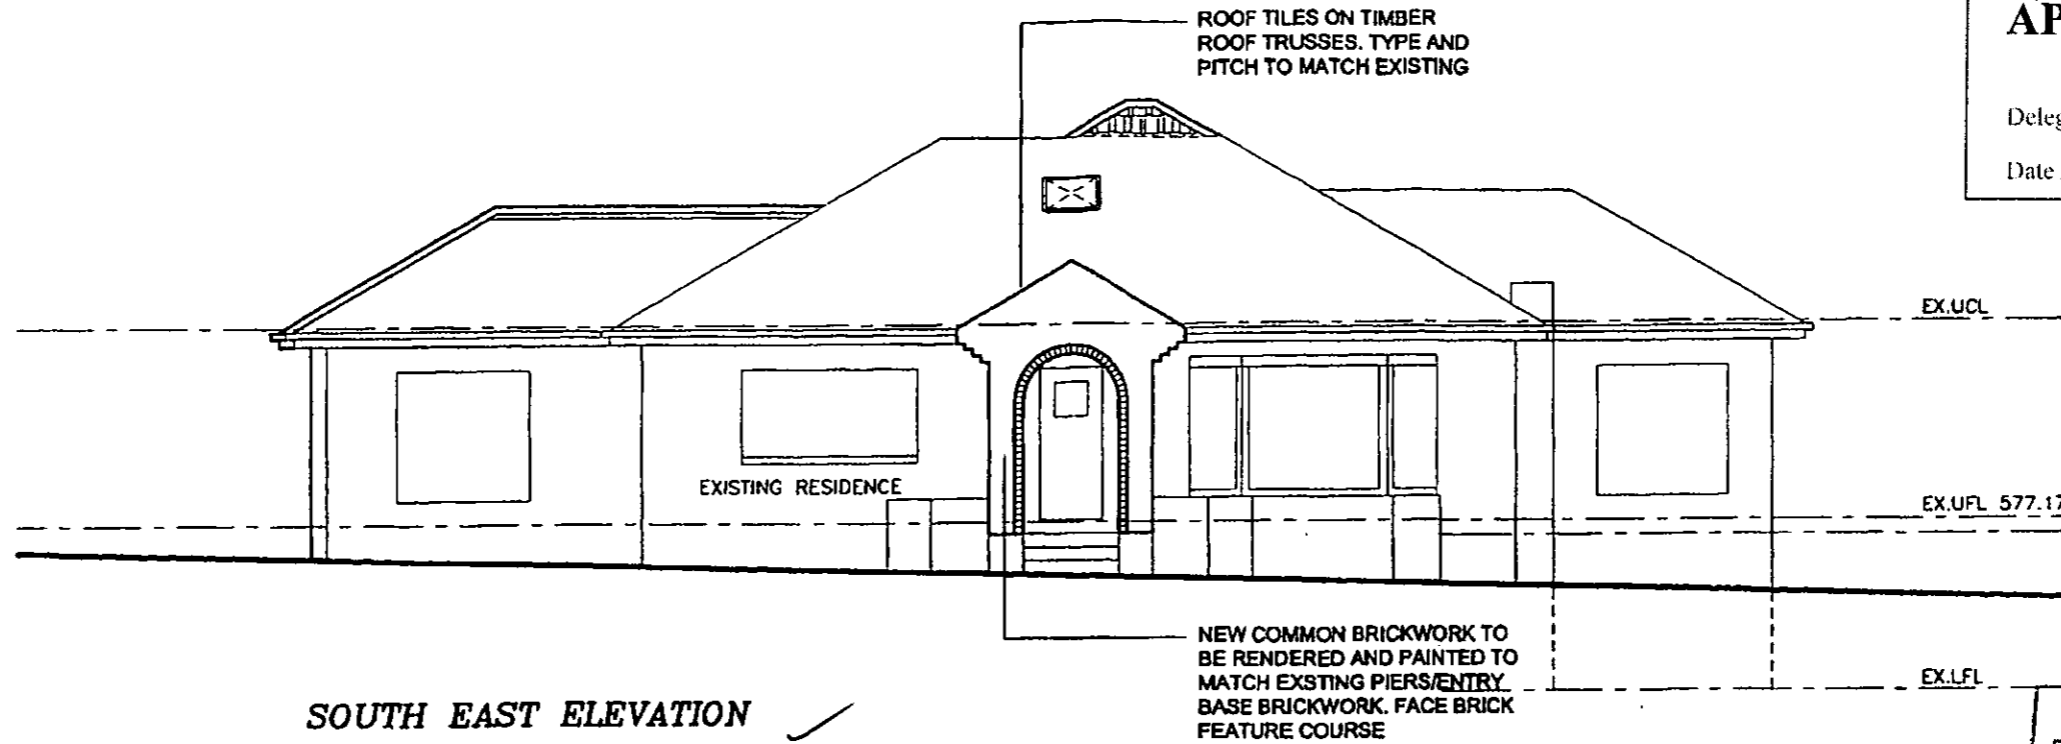 ROOF TILES ON TIMBER
ROOF TRUSSES. TYPE AND
PITCH TO MATCH EXISTING
AP
Deleg
Date
EX.UCL
EXISTING RESIDENCE
EX.UFL 577.17
NEW COMMON BRICKWORK TO
BE RENDERED AND PAINTED TO
MATCH EXSTING PIERS/ENTRY
BASE BRICKWORK. FACE BRICK
FEATURE COURSE
EX.LFL
SOUTH EAST ELEVATION